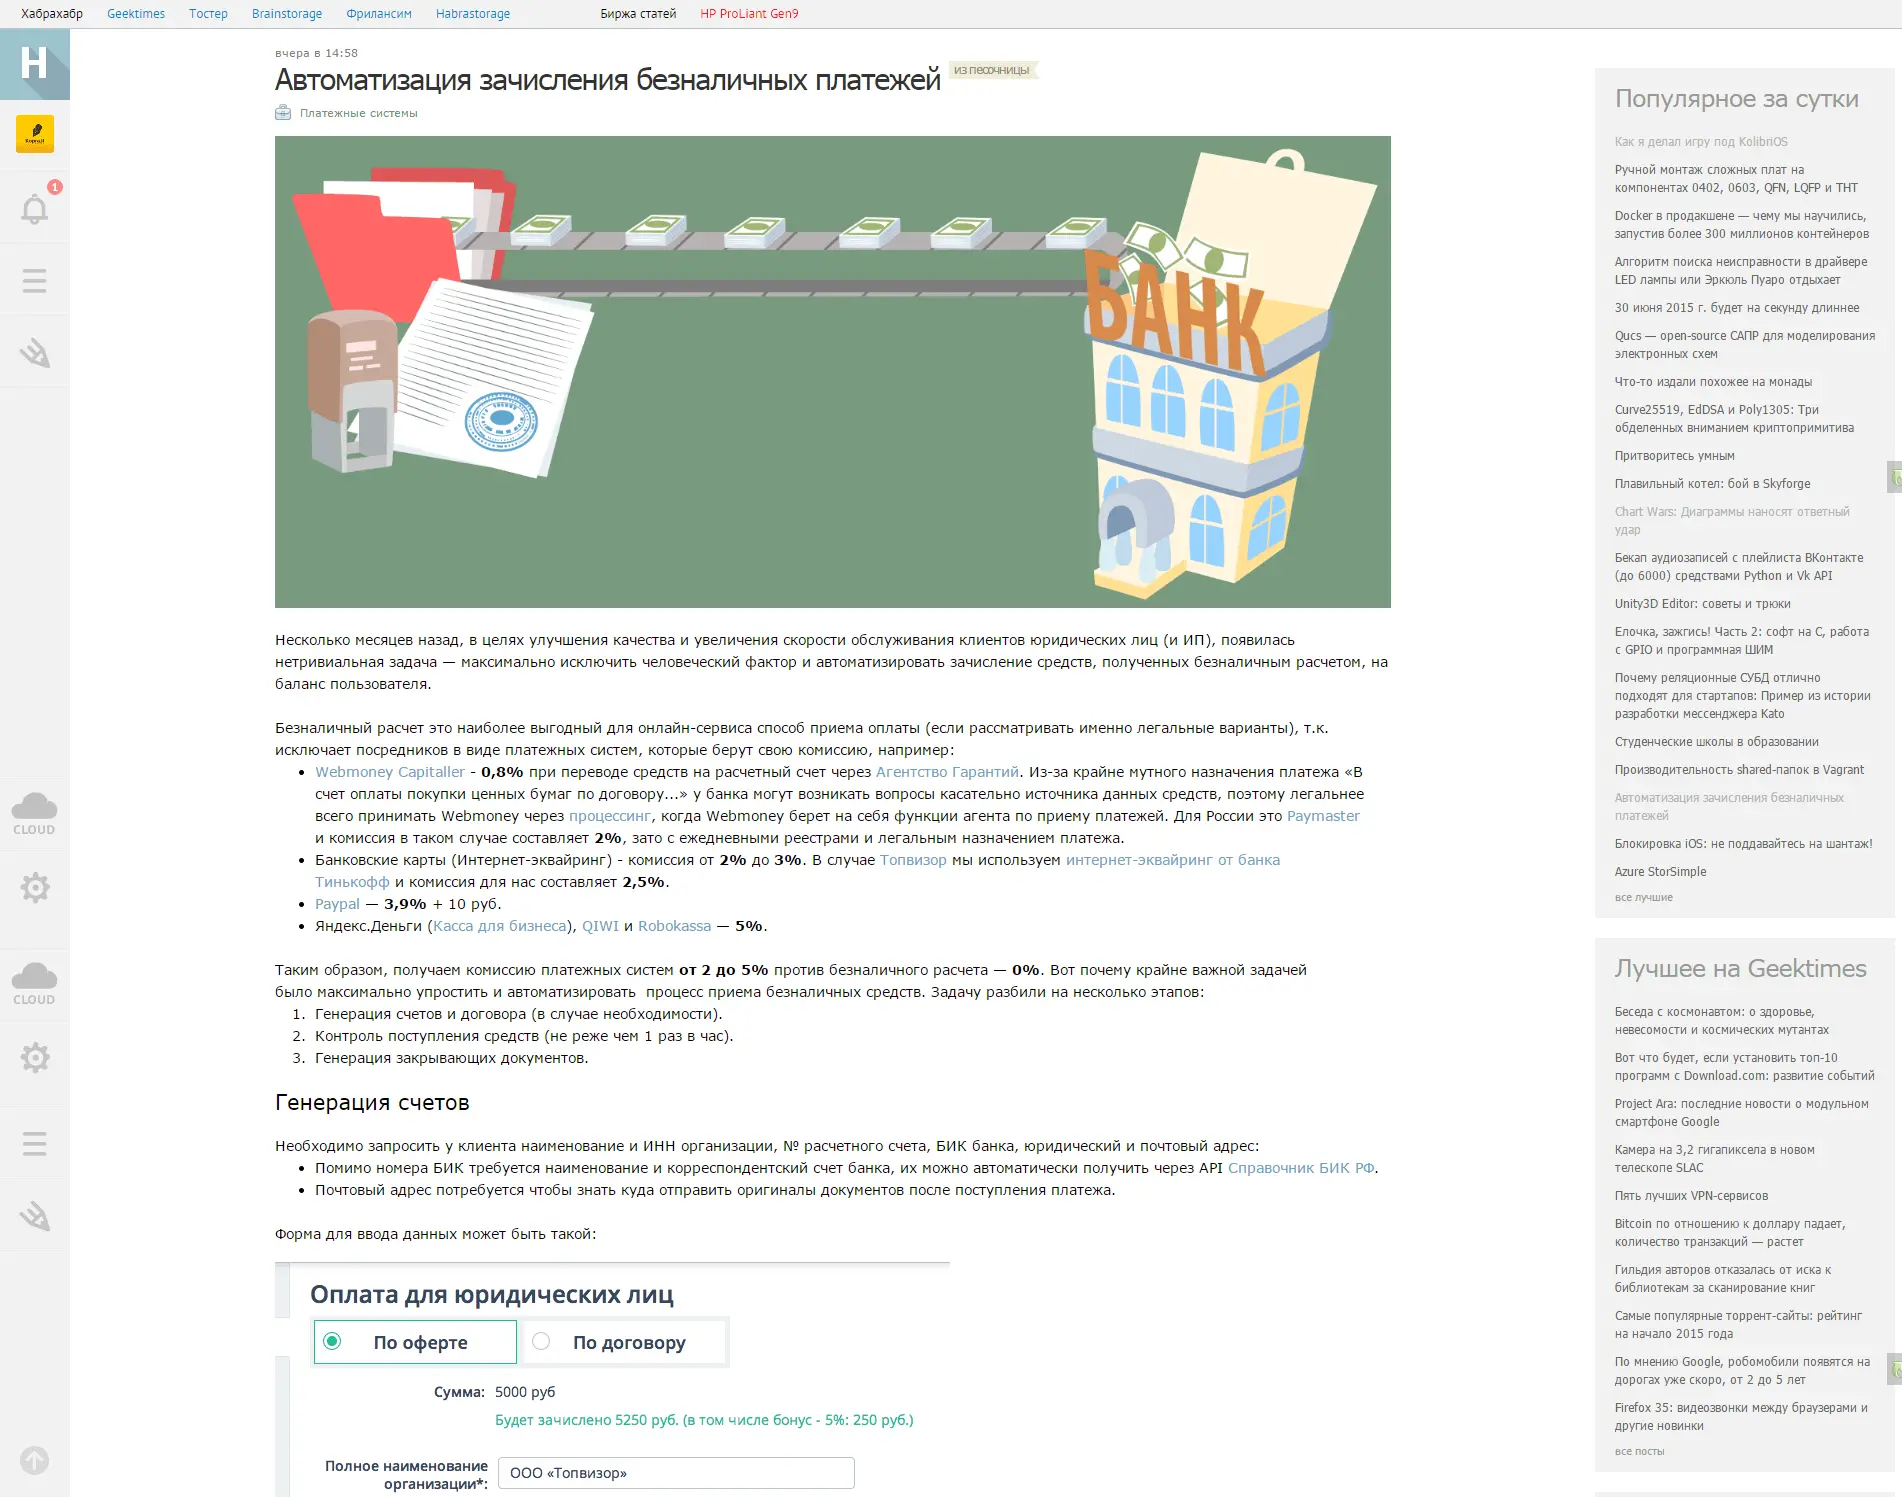 Хабрахабр Geektimes Тостер Brainstorage Фрилансим Habrastorage Биржа статей HP ProLiant Gen9
H
1
CLOUD
CLOUD
вчера в 14:58
Автоматизация зачисления безналичных платежей из песочницы
Платежные системы
БАНК
Несколько месяцев назад, в целях улучшения качества и увеличения скорости обслуживания клиентов юридических лиц (и ИП), появилась
нетривиальная задача — максимально исключить человеческий фактор и автоматизировать зачисление средств, полученных безналичным расчетом, на
баланс пользователя.
Безналичный расчет это наиболее выгодный для онлайн-сервиса способ приема оплаты (если рассматривать именно легальные варианты), т.к.
исключает посредников в виде платежных систем, которые берут свою комиссию, например:
• Webmoney Capitaller - 0,8% при переводе средств на расчетный счет через Агентство Гарантий. Из-за крайне мутного назначения платежа «В
счет оплаты покупки ценных бумаг по договору...» у банка могут возникать вопросы касательно источника данных средств, поэтому легальнее
всего принимать Webmoney через процессинг, когда Webmoney берет на себя функции агента по приему платежей. Для России это Paymaster
и комиссия в таком случае составляет 2%, зато с ежедневными реестрами и легальным назначением платежа.
• Банковские карты (Интернет-эквайринг) - комиссия от 2% до 3%. В случае Топвизор мы используем интернет-эквайринг от банка
Тинькофф и комиссия для нас составляет 2,5%.
• Paypal — 3,9% + 10 руб.
• Яндекс.Деньги (Касса для бизнеса), QIWI и Robokassa — 5%.
Таким образом, получаем комиссию платежных систем от 2 до 5% против безналичного расчета — 0%. Вот почему крайне важной задачей
было максимально упростить и автоматизировать процесс приема безналичных средств. Задачу разбили на несколько этапов:
1. Генерация счетов и договора (в случае необходимости).
2. Контроль поступления средств (не реже чем 1 раз в час).
3. Генерация закрывающих документов.
Генерация счетов
Необходимо запросить у клиента наименование и ИНН организации, № расчетного счета, БИК банка, юридический и почтовый адрес:
• Помимо номера БИК требуется наименование и корреспондентский счет банка, их можно автоматически получить через API Справочник БИК РФ.
• Почтовый адрес потребуется чтобы знать куда отправить оригиналы документов после поступления платежа.
Форма для ввода данных может быть такой:
Оплата для юридических лиц
По оферте По договору
Сумма: 5000 руб
Будет зачислено 5250 руб. (в том числе бонус - 5%: 250 руб.)
Полное наименование
организации*: ООО «Топвизор»
Популярное за сутки
Как я делал игру под KolibriOS
Ручной монтаж сложных плат на
компонентах 0402, 0603, QFN, LQFP и THT
Docker в продакшене — чему мы научились,
запустив более 300 миллионов контейнеров
Алгоритм поиска неисправности в драйвере
LED лампы или Эркюль Пуаро отдыхает
30 июня 2015 г. будет на секунду длиннее
Qucs — open-source САПР для моделирования
электронных схем
Что-то издали похожее на монады
Curve25519, EdDSA и Poly1305: Три
обделенных вниманием криптопримитива
Притворитесь умным
Плавильный котел: бой в Skyforge
Chart Wars: Диаграммы наносят ответный
удар
Бекап аудиозаписей с плейлиста ВКонтакте
(до 6000) средствами Python и Vk API
Unity3D Editor: советы и трюки
Елочка, зажгись! Часть 2: софт на С, работа
с GPIO и программная ШИМ
Почему реляционные СУБД отлично
подходят для стартапов: Пример из истории
разработки мессенджера Kato
Студенческие школы в образовании
Производительность shared-папок в Vagrant
Автоматизация зачисления безналичных
платежей
Блокировка iOS: не поддавайтесь на шантаж!
Azure StorSimple
все лучшие
Лучшее на Geektimes
Беседа с космонавтом: о здоровье,
невесомости и космических мутантах
Вот что будет, если установить топ-10
программ с Download.com: развитие событий
Project Ara: последние новости о модульном
смартфоне Google
Камера на 3,2 гигапиксела в новом
телескопе SLAC
Пять лучших VPN-сервисов
Bitcoin по отношению к доллару падает,
количество транзакций — растет
Гильдия авторов отказалась от иска к
библиотекам за сканирование книг
Самые популярные торрент-сайты: рейтинг
на начало 2015 года
По мнению Google, робомобили появятся на
дорогах уже скоро, от 2 до 5 лет
Firefox 35: видеозвонки между браузерами и
другие новинки
все посты